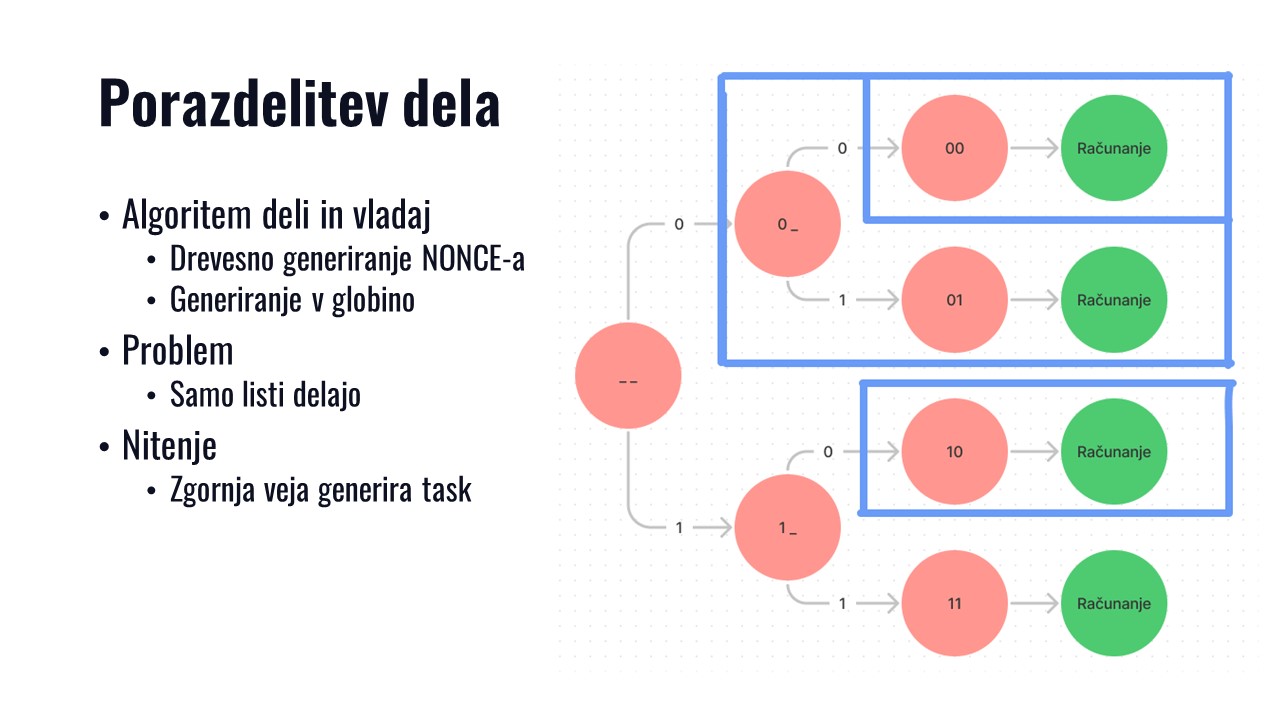 Porazdelitev dela
• Algoritem deli in vladaj
• Drevesno generiranje NONCE-a
• Generiranje v globino
• Problem
• Samo listi delajo
• Nitenje
• Zgornja veja generira task
0
00
Računanje
0
0_
1
01
Računanje
__
0
10
Računanje
1
1_
1
11
Računanje